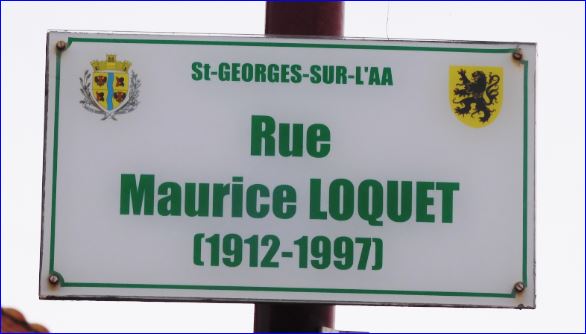 St-GEORGES-SUR-L'AA
Rue
Maurice LOQUET
(1912-1997)